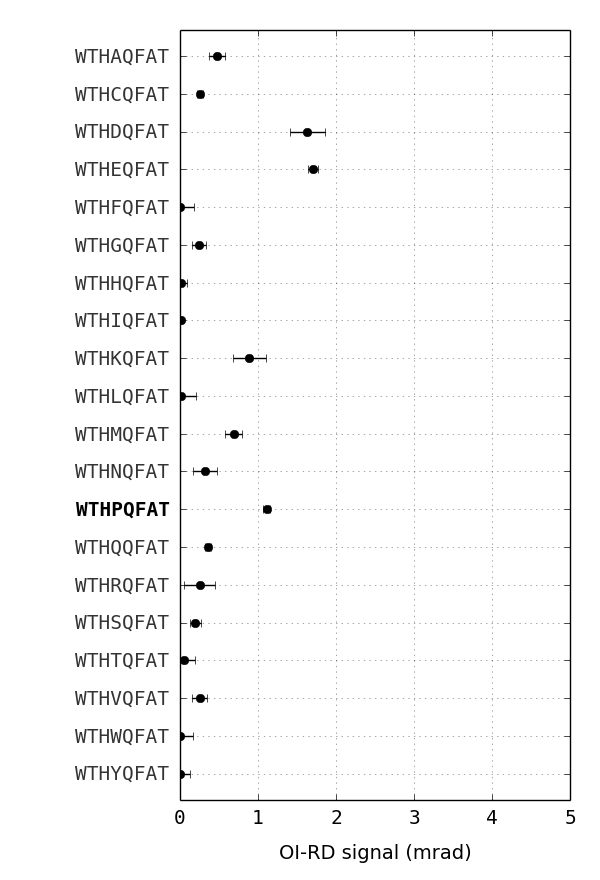 WTHAQFAT
WTHCQFAT
WTHDQFAT
WTHEQFAT
WTHFQFAT
WTHGQFAT
WTHHQFAT
WTHIQFAT
WTHKQFAT
WTHLQFAT
WTHMQFAT
WTHNQFAT
WTHPQFAT
WTHQQFAT
WTHRQFAT
WTHSQFAT
WTHTQFAT
WTHVQFAT
WTHWQFAT
WTHYQFAT
0 1 2 3 4 5
OI-RD signal (mrad)